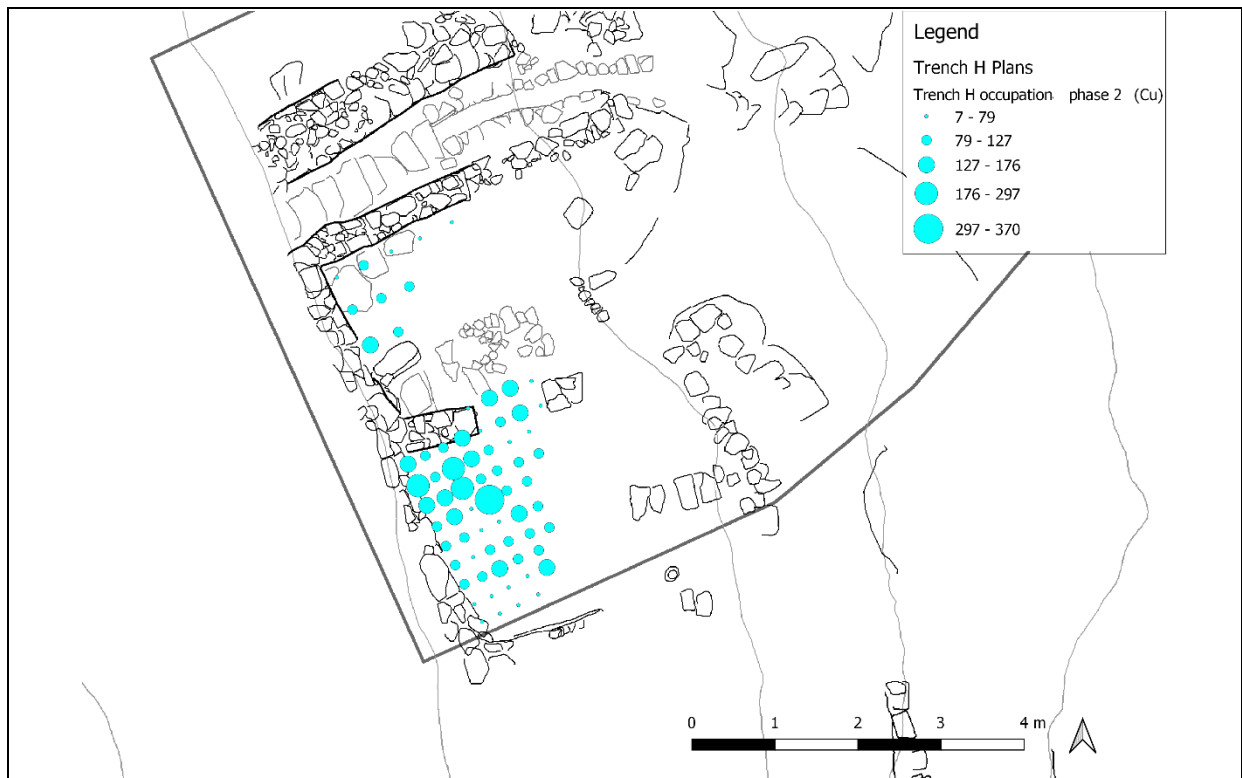 Legend
Trench H Plans
Trench H occupation phase 2 (Cu)
7 - 79
79 - 127
127 - 176
176 - 297
297 - 370
0 1 2 3 4 m